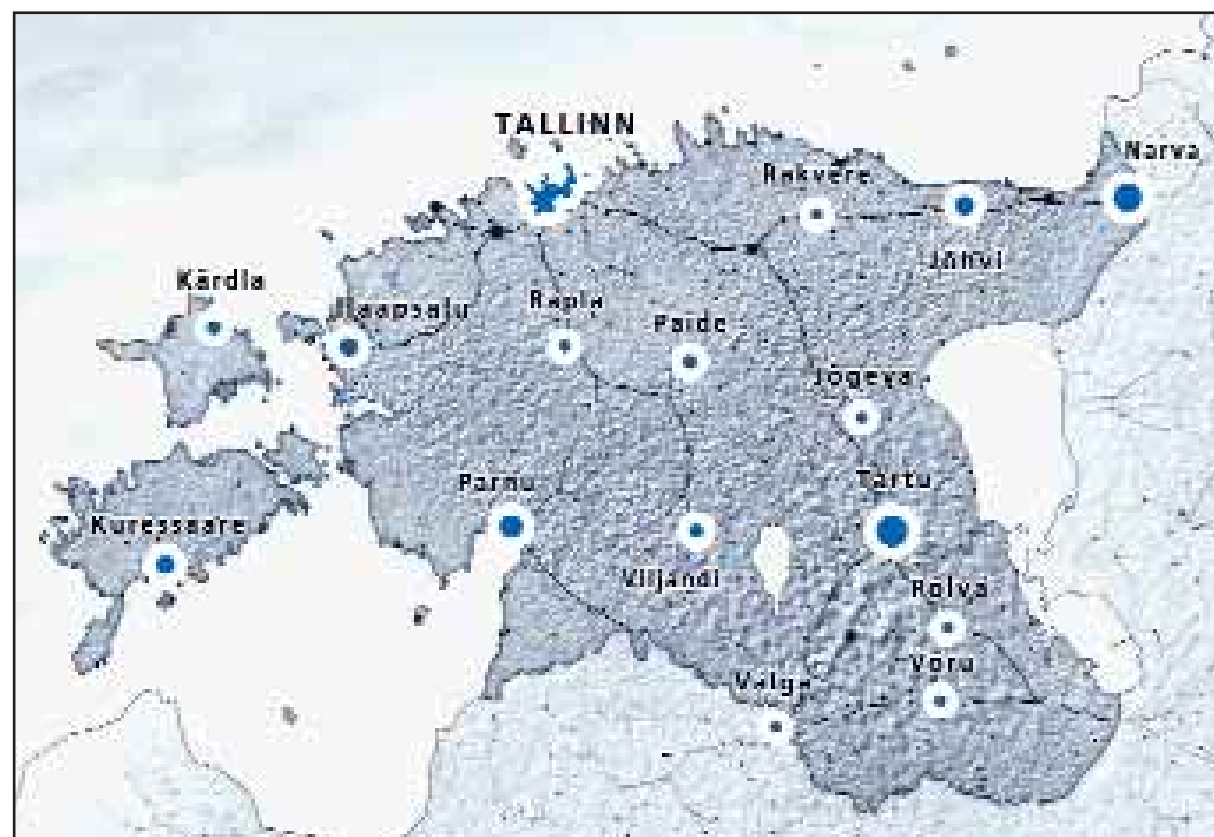 TALLINN
Narva
Rakvere
Jõhvi
Kärdla
Haapsalu
Rapla
Paide
Jõgeva
Pärnu
Tartu
Kuressaare
Viljandi
Põlva
Võru
Valga